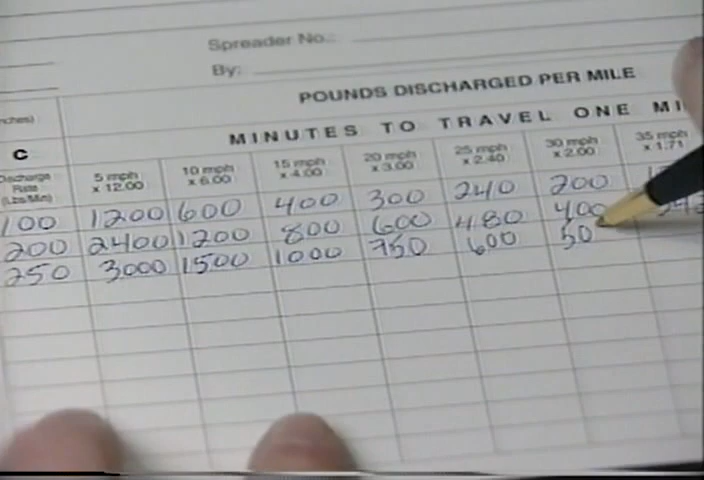 Spreader No.:
By:
POUNDS DISCHARGED PER MILE
MINUTES TO TRAVEL ONE MI
nches)
C
Discharge Rate (Lbs/Min) 5 mph x 12.00 10 mph x 6.00 15 mph x 4.00 20 mph x 3.00 25 mph x 2.40 30 mph x 2.00 35 mph x 1.71
100 1200 600 400 300 240 200
200 2400 1200 800 600 480 400
250 3000 1500 1000 750 600 50